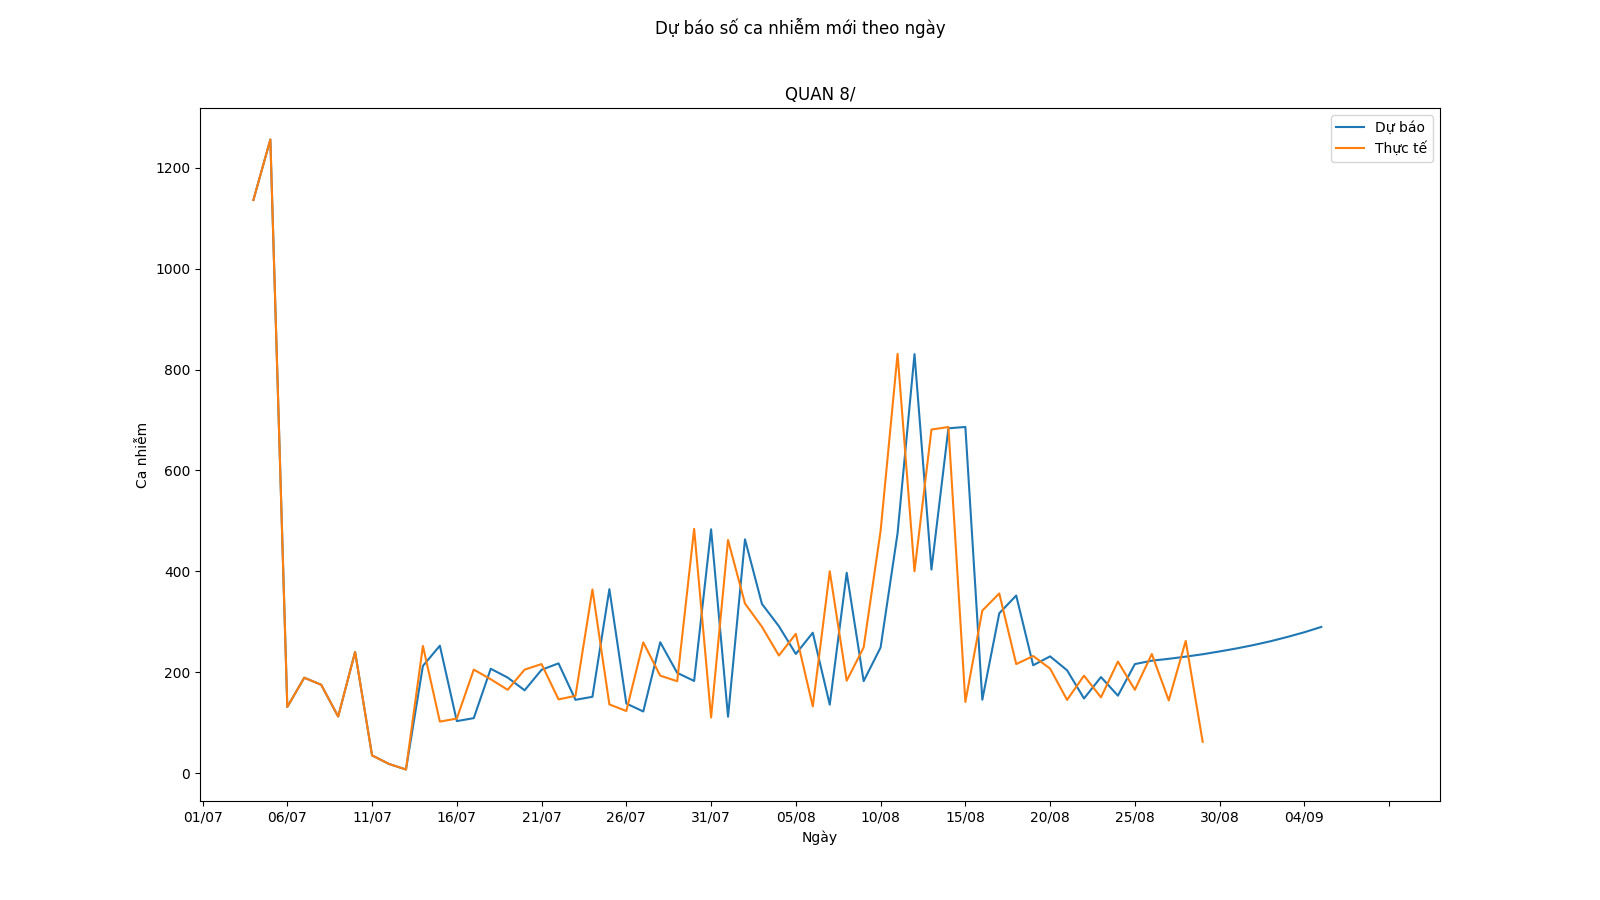 Dự báo số ca nhiễm mới theo ngày
QUAN 8/
Dự báo
Thực tế
1200
1000
800
600
400
200
0
Ca nhiễm
01/07 06/07 11/07 16/07 21/07 26/07 31/07 05/08 10/08 15/08 20/08 25/08 30/08 04/09
Ngày